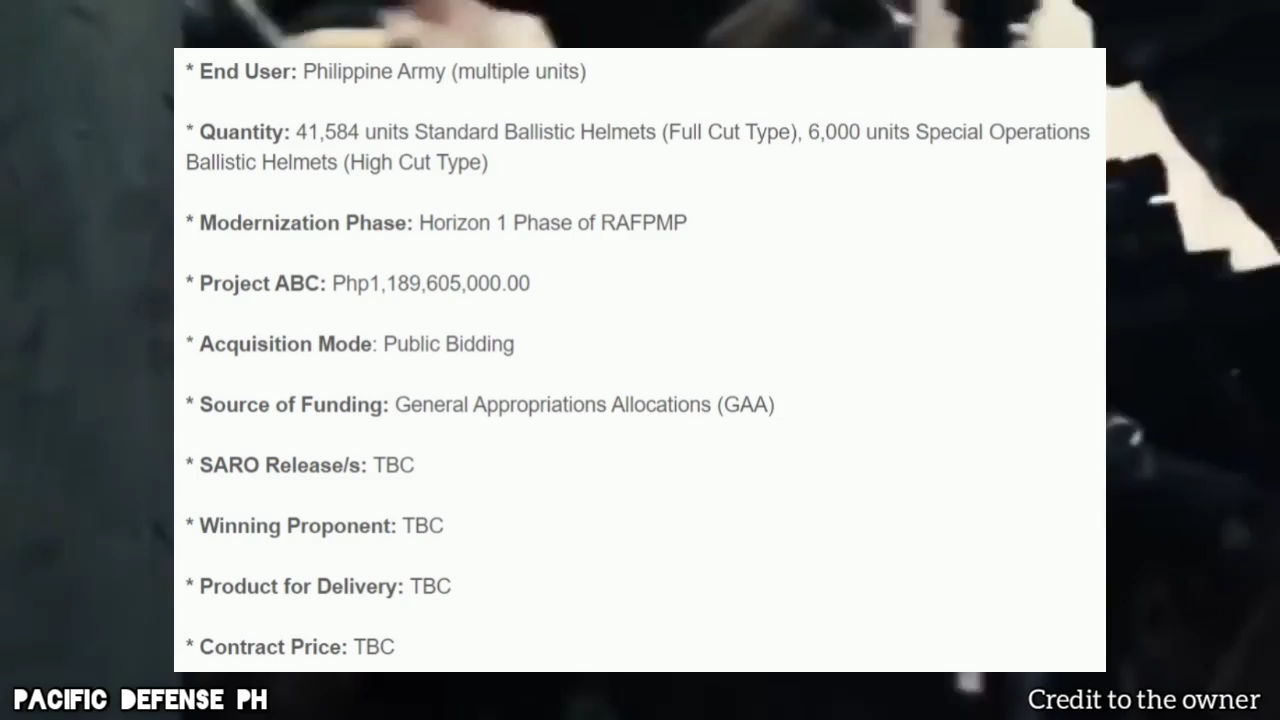 * End User: Philippine Army (multiple units)
* Quantity: 41,584 units Standard Ballistic Helmets (Full Cut Type), 6,000 units Special Operations
Ballistic Helmets (High Cut Type)
* Modernization Phase: Horizon 1 Phase of RAFPMP
* Project ABC: Php1,189,605,000.00
* Acquisition Mode: Public Bidding
* Source of Funding: General Appropriations Allocations (GAA)
* SARO Release/s: TBC
* Winning Proponent: TBC
* Product for Delivery: TBC
* Contract Price: TBC
PACIFIC DEFENSE PH
Credit to the owner